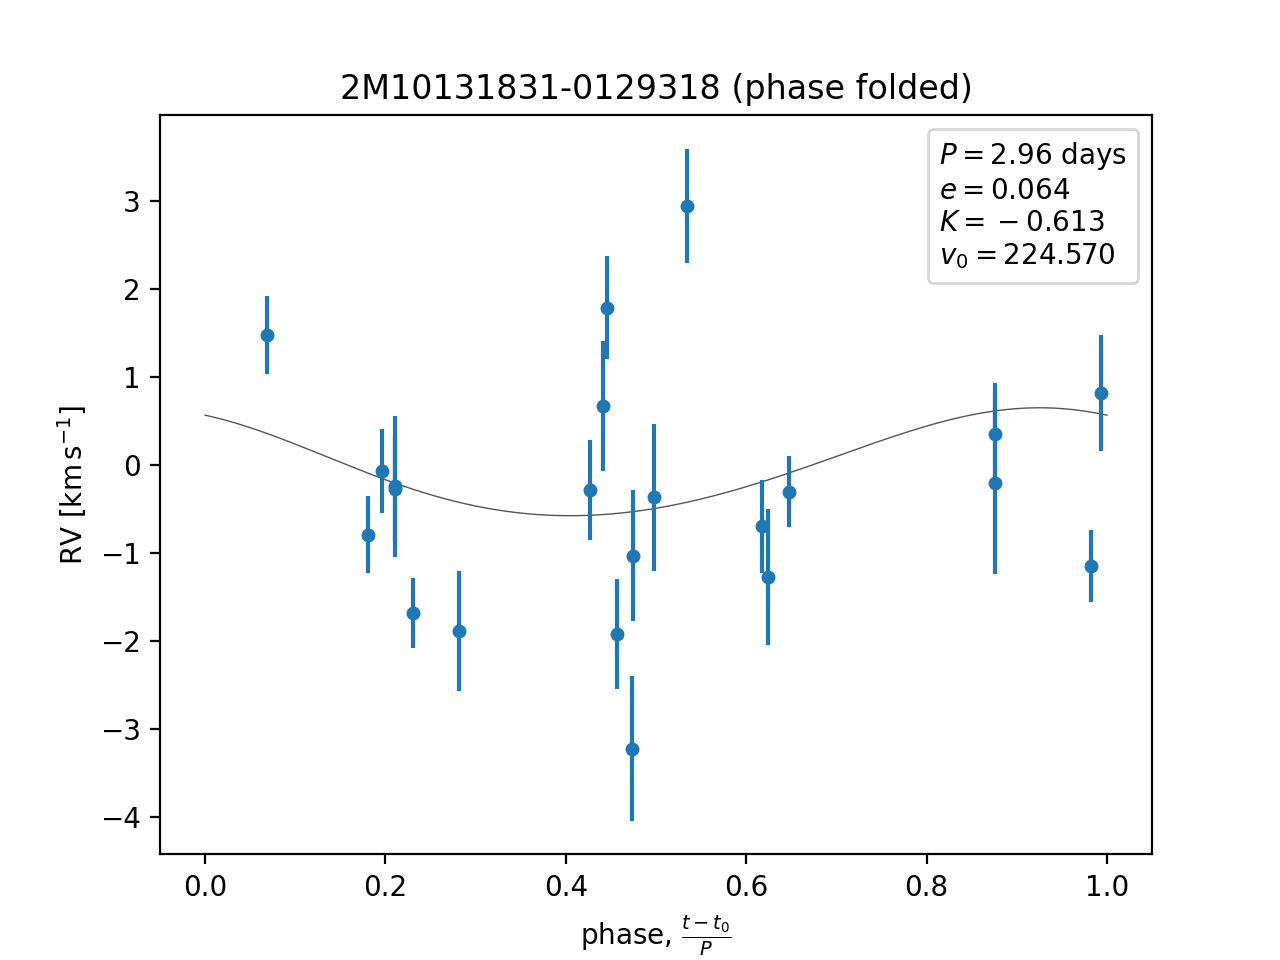 2M10131831-0129318 (phase folded)
P = 2.96 days
e = 0.064
K = −0.613
v₀ = 224.570
3
2
1
0
−1
−2
−3
−4
RV [km s⁻¹]
0.0 0.2 0.4 0.6 0.8 1.0
phase, (t − t₀)/P